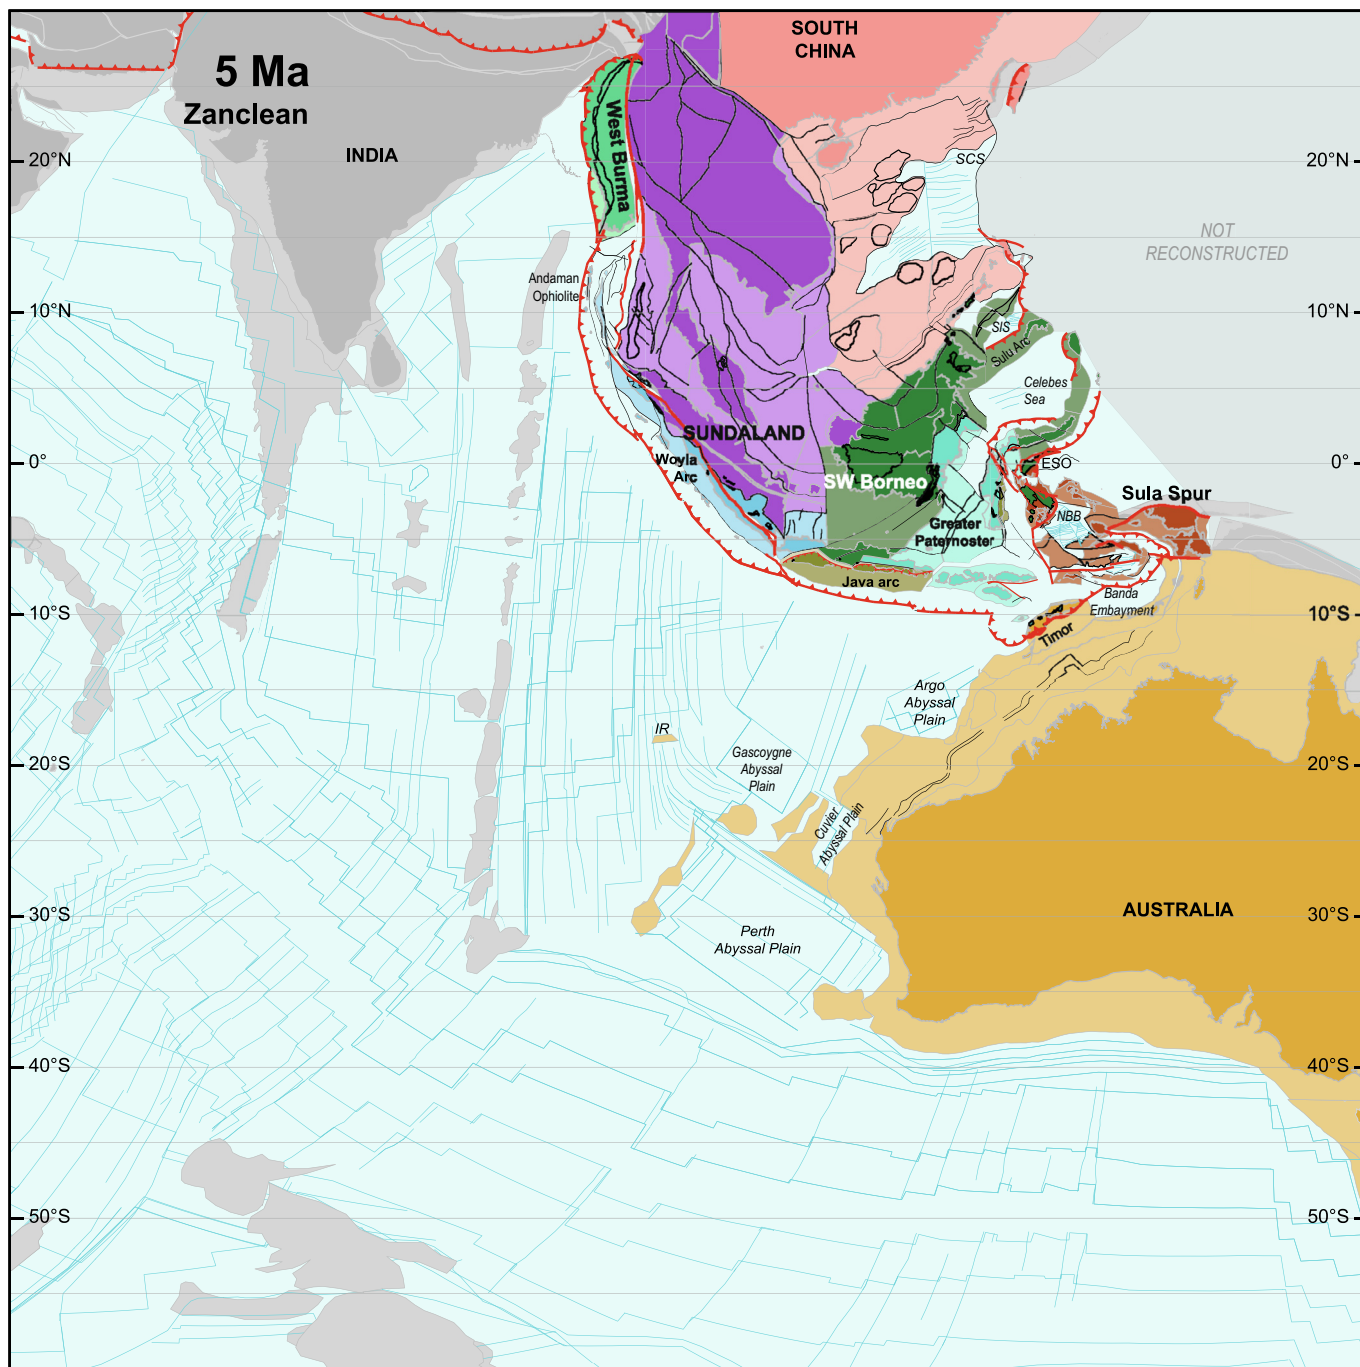 SOUTH
CHINA
5 Ma
Zanclean
INDIA
West Burma
SCS
20°N
20°N
NOT
RECONSTRUCTED
Andaman
Ophiolite
10°N
10°N
SIS
Sulu Arc
Celebes
Sea
SUNDALAND
0°
0°
Woyla
Arc
ESO
SW Borneo
Sula Spur
NBB
Greater
Paternoster
Java arc
Banda
Embayment
10°S
10°S
Timor
Argo
Abyssal
Plain
IR
Gascoygne
Abyssal
Plain
20°S
20°S
Cuvier
Abyssal Plain
AUSTRALIA
30°S
30°S
Perth
Abyssal Plain
40°S
40°S
50°S
50°S